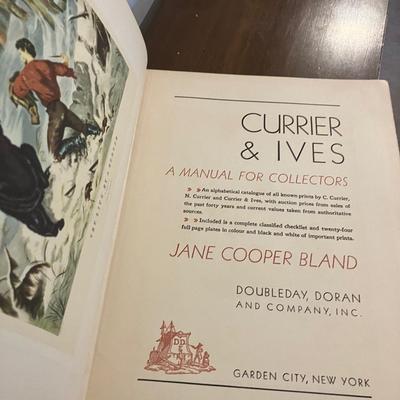 CURRIER
& IVES
A MANUAL FOR COLLECTORS
An alphabetical catalogue of all known prints by C. Currier,
N. Currier and Currier & Ives, with auction prices from sales of
the past forty years and current values taken from authoritative
sources.
Included is a complete classified checklist and twenty-four
full page plates in colour and black and white of important prints.
JANE COOPER BLAND
DOUBLEDAY, DORAN
AND COMPANY, INC.
GARDEN CITY, NEW YORK